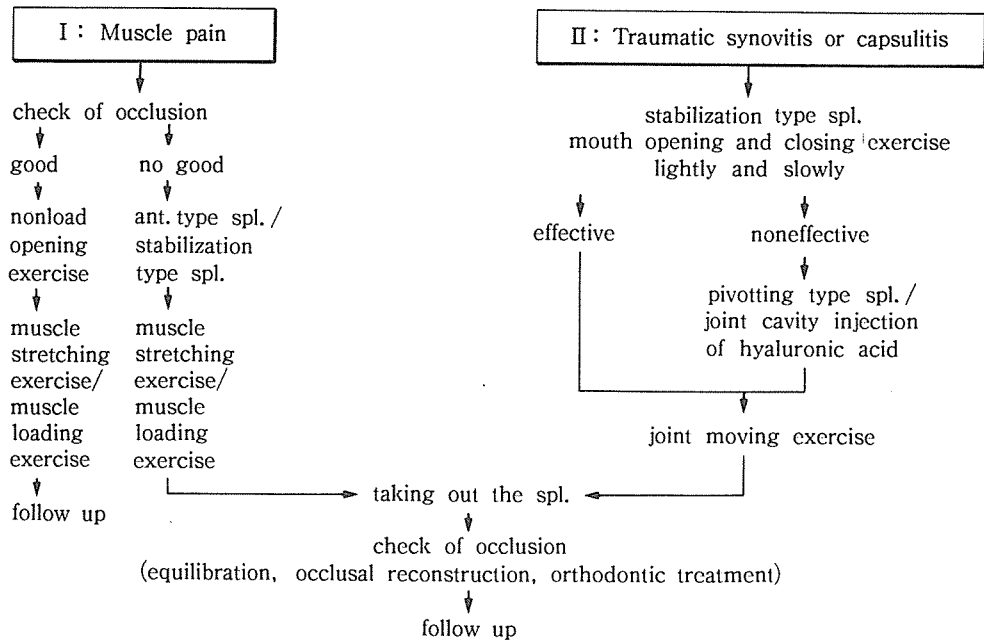 I : Muscle pain
check of occlusion
good
no good
nonload
opening
exercise
ant. type spl. /
stabilization
type spl.
muscle
stretching
exercise/
muscle
loading
exercise
muscle
stretching
exercise/
muscle
loading
exercise
follow up
II : Traumatic synovitis or capsulitis
stabilization type spl.
mouth opening and closing exercise
lightly and slowly
effective
noneffective
pivotting type spl. /
joint cavity injection
of hyaluronic acid
joint moving exercise
taking out the spl.
check of occlusion
(equilibration, occlusal reconstruction, orthodontic treatment)
follow up